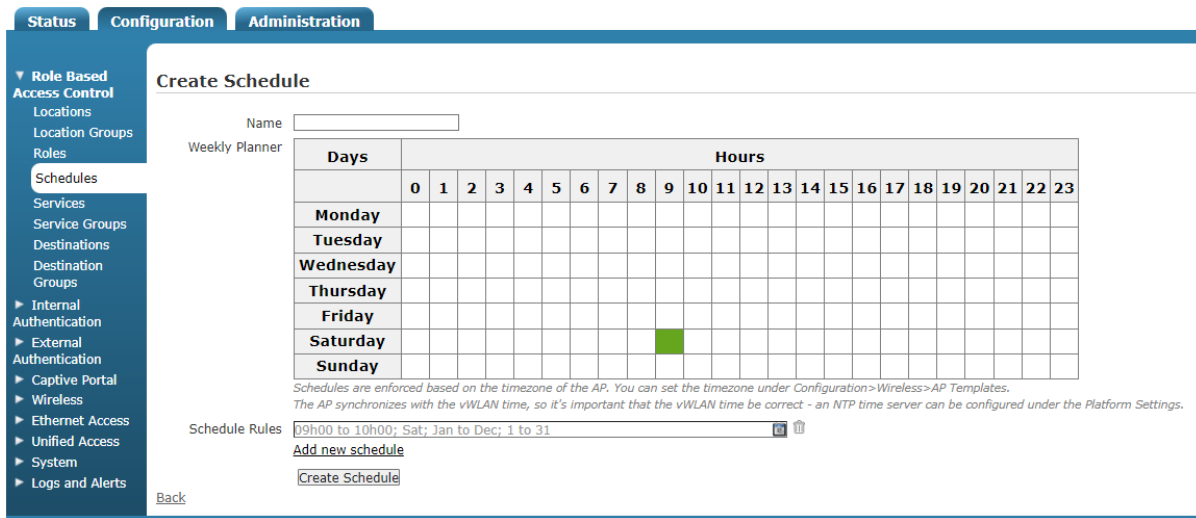 Status Configuration Administration
Role Based
Access Control
Locations
Location Groups
Roles
Schedules
Services
Service Groups
Destinations
Destination
Groups
Internal
Authentication
External
Authentication
Captive Portal
Wireless
Ethernet Access
Unified Access
System
Logs and Alerts
Create Schedule
Name
Weekly Planner
Days Hours
0 1 2 3 4 5 6 7 8 9 10 11 12 13 14 15 16 17 18 19 20 21 22 23
Monday
Tuesday
Wednesday
Thursday
Friday
Saturday
Sunday
Schedules are enforced based on the timezone of the AP. You can set the timezone under Configuration>Wireless>AP Templates.
The AP synchronizes with the vWLAN time, so it's important that the vWLAN time be correct - an NTP time server can be configured under the Platform Settings.
Schedule Rules 09h00 to 10h00; Sat; Jan to Dec; 1 to 31
Add new schedule
Create Schedule
Back